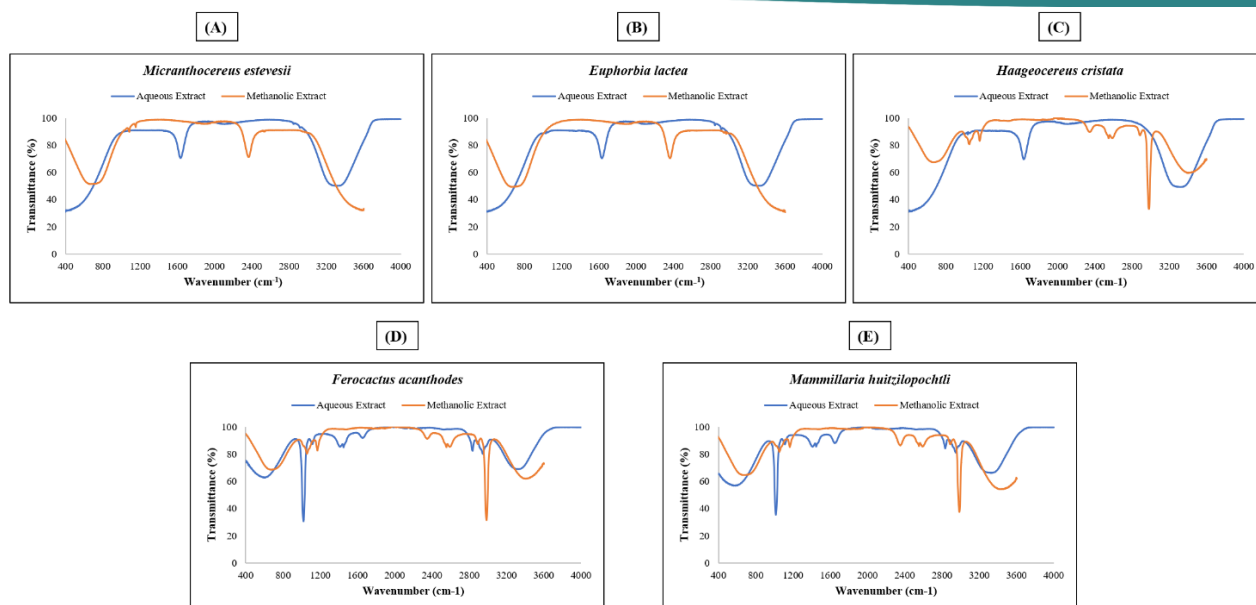 (A)
(B)
(C)
Micranthocereus estevesii
Aqueous Extract Methanolic Extract
Transmittance (%)
100
80
60
40
20
0
400 800 1200 1600 2000 2400 2800 3200 3600 4000
Wavenumber (cm-1)
Euphorbia lactea
Aqueous Extract Methanolic Extract
Transmittance (%)
100
80
60
40
20
0
400 800 1200 1600 2000 2400 2800 3200 3600 4000
Wavenumber (cm-1)
Haageocereus cristata
Aqueous Extract Methanolic Extract
Transmittance (%)
100
80
60
40
20
0
400 800 1200 1600 2000 2400 2800 3200 3600 4000
Wavenumber (cm-1)
(D)
(E)
Ferocactus acanthodes
Aqueous Extract Methanolic Extract
Transmittance (%)
100
80
60
40
20
0
400 800 1200 1600 2000 2400 2800 3200 3600 4000
Wavenumber (cm-1)
Mammillaria huitzilopochtli
Aqueous Extract Methanolic Extract
Transmittance (%)
100
80
60
40
20
0
400 800 1200 1600 2000 2400 2800 3200 3600 4000
Wavenumber (cm-1)